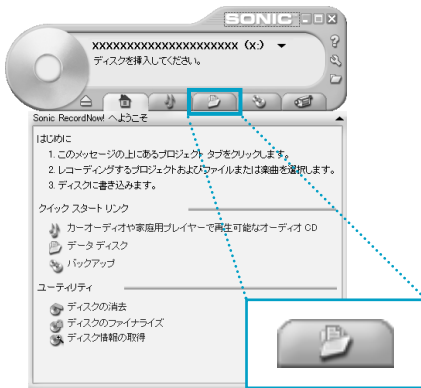 SONIC
xxxxxxxxxxxxxxxxxxxxx (x:)
ディスクを挿入してください。
Sonic RecordNow! へようこそ
はじめに
1. このメッセージの上にあるプロジェクト タブをクリックします。
2. レコーディングするプロジェクトおよびファイルまたは楽曲を選択します。
3. ディスクに書き込みます。
クイック スタート リンク
カーオーディオや家庭用プレイヤーで再生可能なオーディオ CD
データ ディスク
バックアップ
ユーティリティ
ディスクの消去
ディスクのファイナライズ
ディスク情報の取得